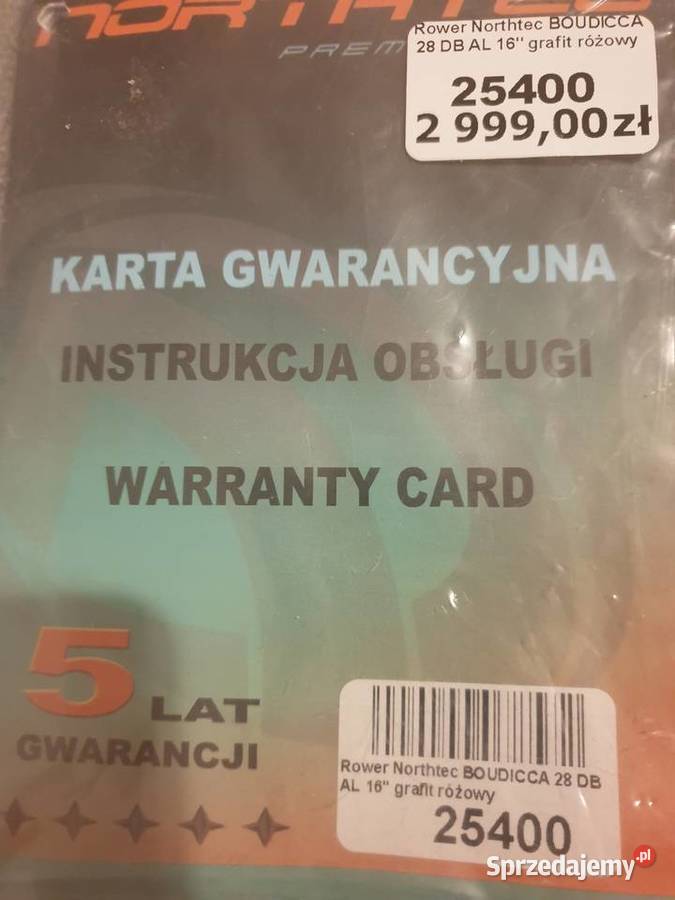 NORTHTEC
Rower Northtec BOUDICCA
28 DB AL 16" grafit różowy
25400
2 999,00zł
KARTA GWARANCYJNA
INSTRUKCJA OBSŁUGI
WARRANTY CARD
5 LAT
GWARANCJI
Rower Northtec BOUDICCA 28 DB
AL 16" grafit różowy
25400
Sprzedajemy.pl